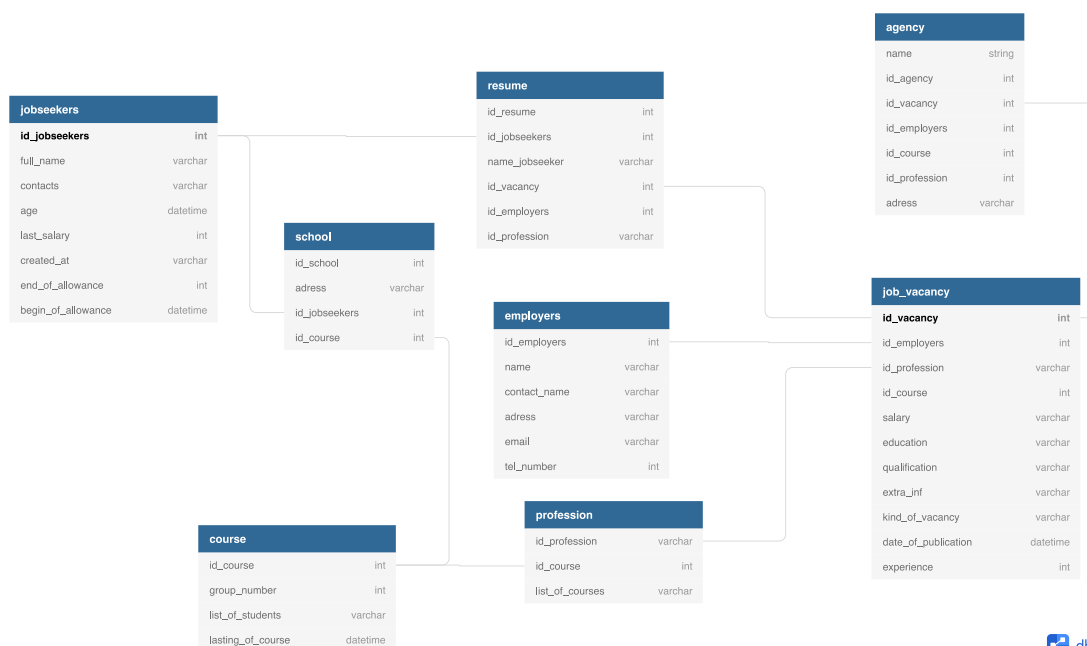 agency
name string
id_agency int
id_vacancy int
id_employers int
id_course int
id_profession int
adress varchar
resume
id_resume int
id_jobseekers int
name_jobseeker varchar
id_vacancy int
id_employers int
id_profession varchar
jobseekers
id_jobseekers int
full_name varchar
contacts varchar
age datetime
last_salary int
created_at varchar
end_of_allowance int
begin_of_allowance datetime
school
id_school int
adress varchar
id_jobseekers int
id_course int
employers
id_employers int
name varchar
contact_name varchar
adress varchar
email varchar
tel_number int
job_vacancy
id_vacancy int
id_employers int
id_profession varchar
id_course int
salary varchar
education varchar
qualification varchar
extra_inf varchar
kind_of_vacancy varchar
date_of_publication datetime
experience int
profession
id_profession varchar
id_course int
list_of_courses varchar
course
id_course int
group_number int
list_of_students varchar
lasting_of_course datetime